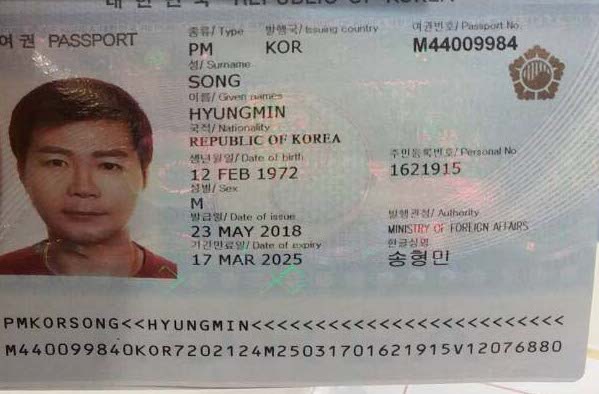 대한민국 REPUBLIC OF KOREA
여권 PASSPORT
종류/ Type 발행국/ Issuing country 여권번호/ Passport No.
PM KOR M44009984
성/ Surname
SONG
이름/ Given names
HYUNGMIN
국적/ Nationality
REPUBLIC OF KOREA
생년월일/ Date of birth 주민등록번호/ Personal No
12 FEB 1972 1621915
성별/ Sex
M
발급일/ Date of issue 발행관청/ Authority
23 MAY 2018 MINISTRY OF FOREIGN AFFAIRS
기간만료일/ Date of expiry 한글성명
17 MAR 2025 송형민
PMKORSONG<<HYUNGMIN<<<<<<<<<<<<<<<<<<<<<<<<<
M440099840KOR7202124M25031701621915V12076880